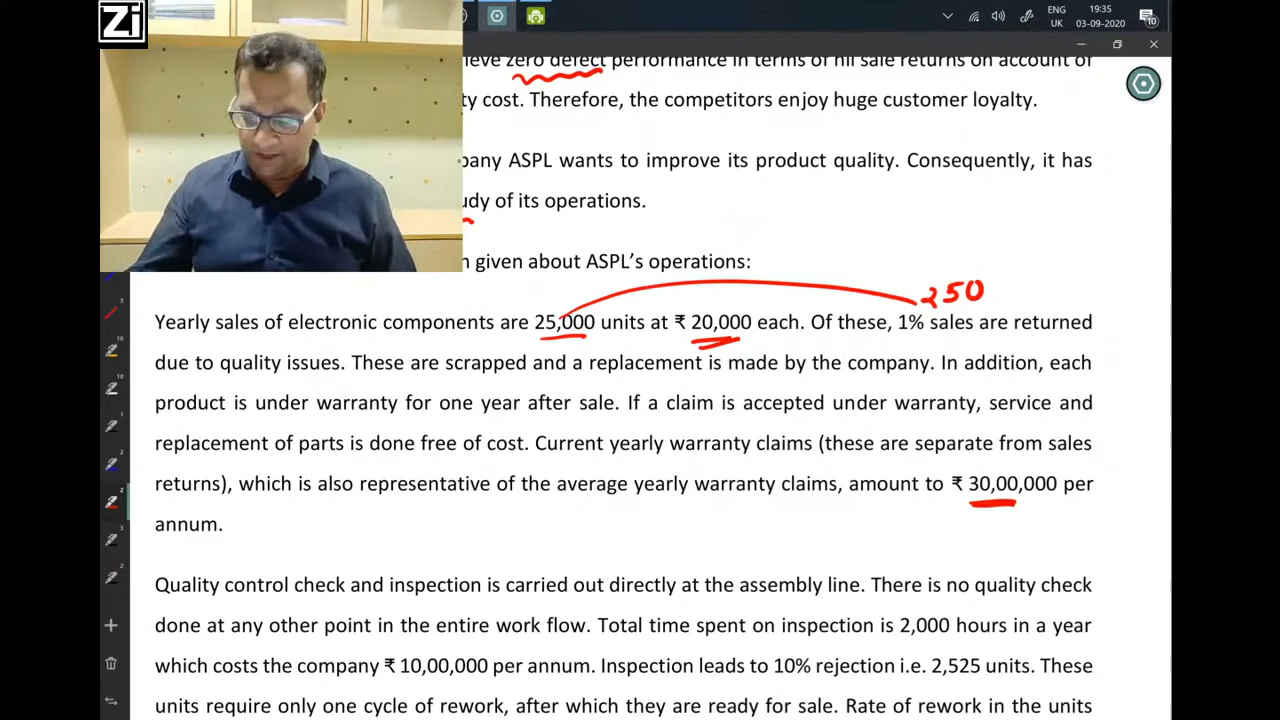 Zi
ENG
UK
19:35
03-09-2020
10
ieve zero defect performance in terms of nil sale returns on account of
ty cost. Therefore, the competitors enjoy huge customer loyalty.
pany ASPL wants to improve its product quality. Consequently, it has
udy of its operations.
n given about ASPL's operations:
250
Yearly sales of electronic components are 25,000 units at ₹ 20,000 each. Of these, 1% sales are returned
due to quality issues. These are scrapped and a replacement is made by the company. In addition, each
product is under warranty for one year after sale. If a claim is accepted under warranty, service and
replacement of parts is done free of cost. Current yearly warranty claims (these are separate from sales
returns), which is also representative of the average yearly warranty claims, amount to ₹ 30,00,000 per
annum.
Quality control check and inspection is carried out directly at the assembly line. There is no quality check
done at any other point in the entire work flow. Total time spent on inspection is 2,000 hours in a year
which costs the company ₹ 10,00,000 per annum. Inspection leads to 10% rejection i.e. 2,525 units. These
units require only one cycle of rework, after which they are ready for sale. Rate of rework in the units